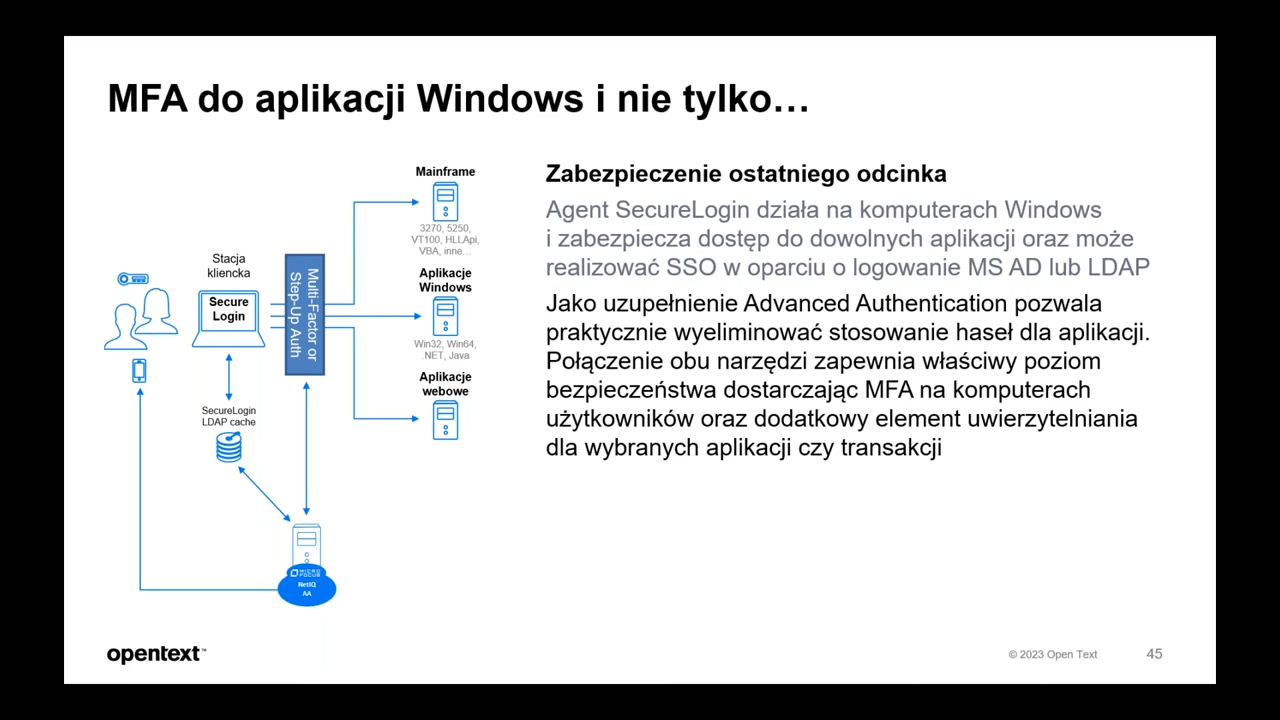 MFA do aplikacji Windows i nie tylko…
Mainframe
3270, 5250,
VT100, HLLApi,
VBA, inne...
Stacja
kliencka
Secure
Login
Multi-Factor or
Step-Up Auth
Aplikacje
Windows
Win32, Win64,
.NET, Java
Aplikacje
webowe
SecureLogin
LDAP cache
MICRO
FOCUS
NetIQ
AA
Zabezpieczenie ostatniego odcinka
Agent SecureLogin działa na komputerach Windows
i zabezpiecza dostęp do dowolnych aplikacji oraz może
realizować SSO w oparciu o logowanie MS AD lub LDAP
Jako uzupełnienie Advanced Authentication pozwala
praktycznie wyeliminować stosowanie haseł dla aplikacji.
Połączenie obu narzędzi zapewnia właściwy poziom
bezpieczeństwa dostarczając MFA na komputerach
użytkowników oraz dodatkowy element uwierzytelniania
dla wybranych aplikacji czy transakcji
opentext™
© 2023 Open Text
45